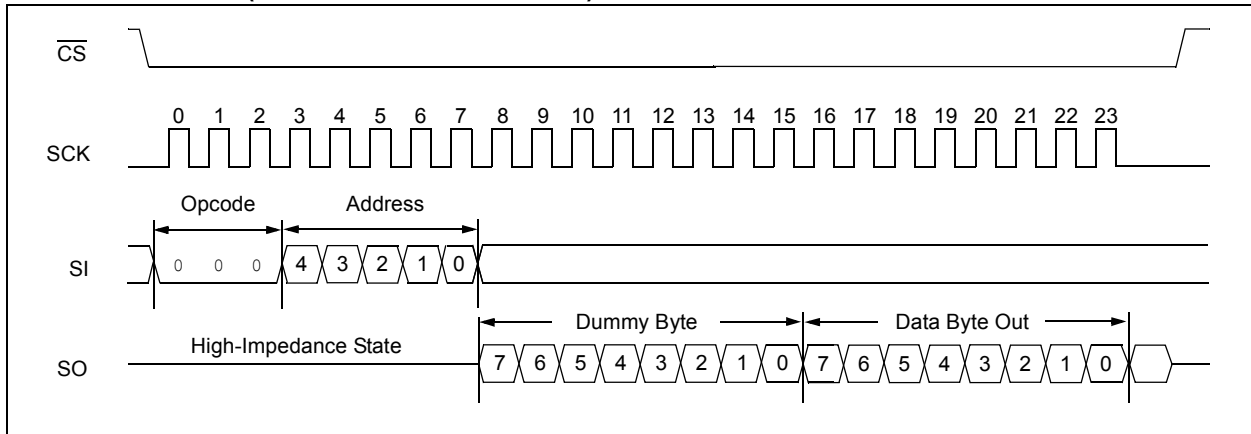 CS
0 1 2 3 4 5 6 7 8 9 10 11 12 13 14 15 16 17 18 19 20 21 22 23
SCK
Opcode Address
SI 0 0 0 4 3 2 1 0
Dummy Byte Data Byte Out
High-Impedance State
SO 7 6 5 4 3 2 1 0 7 6 5 4 3 2 1 0